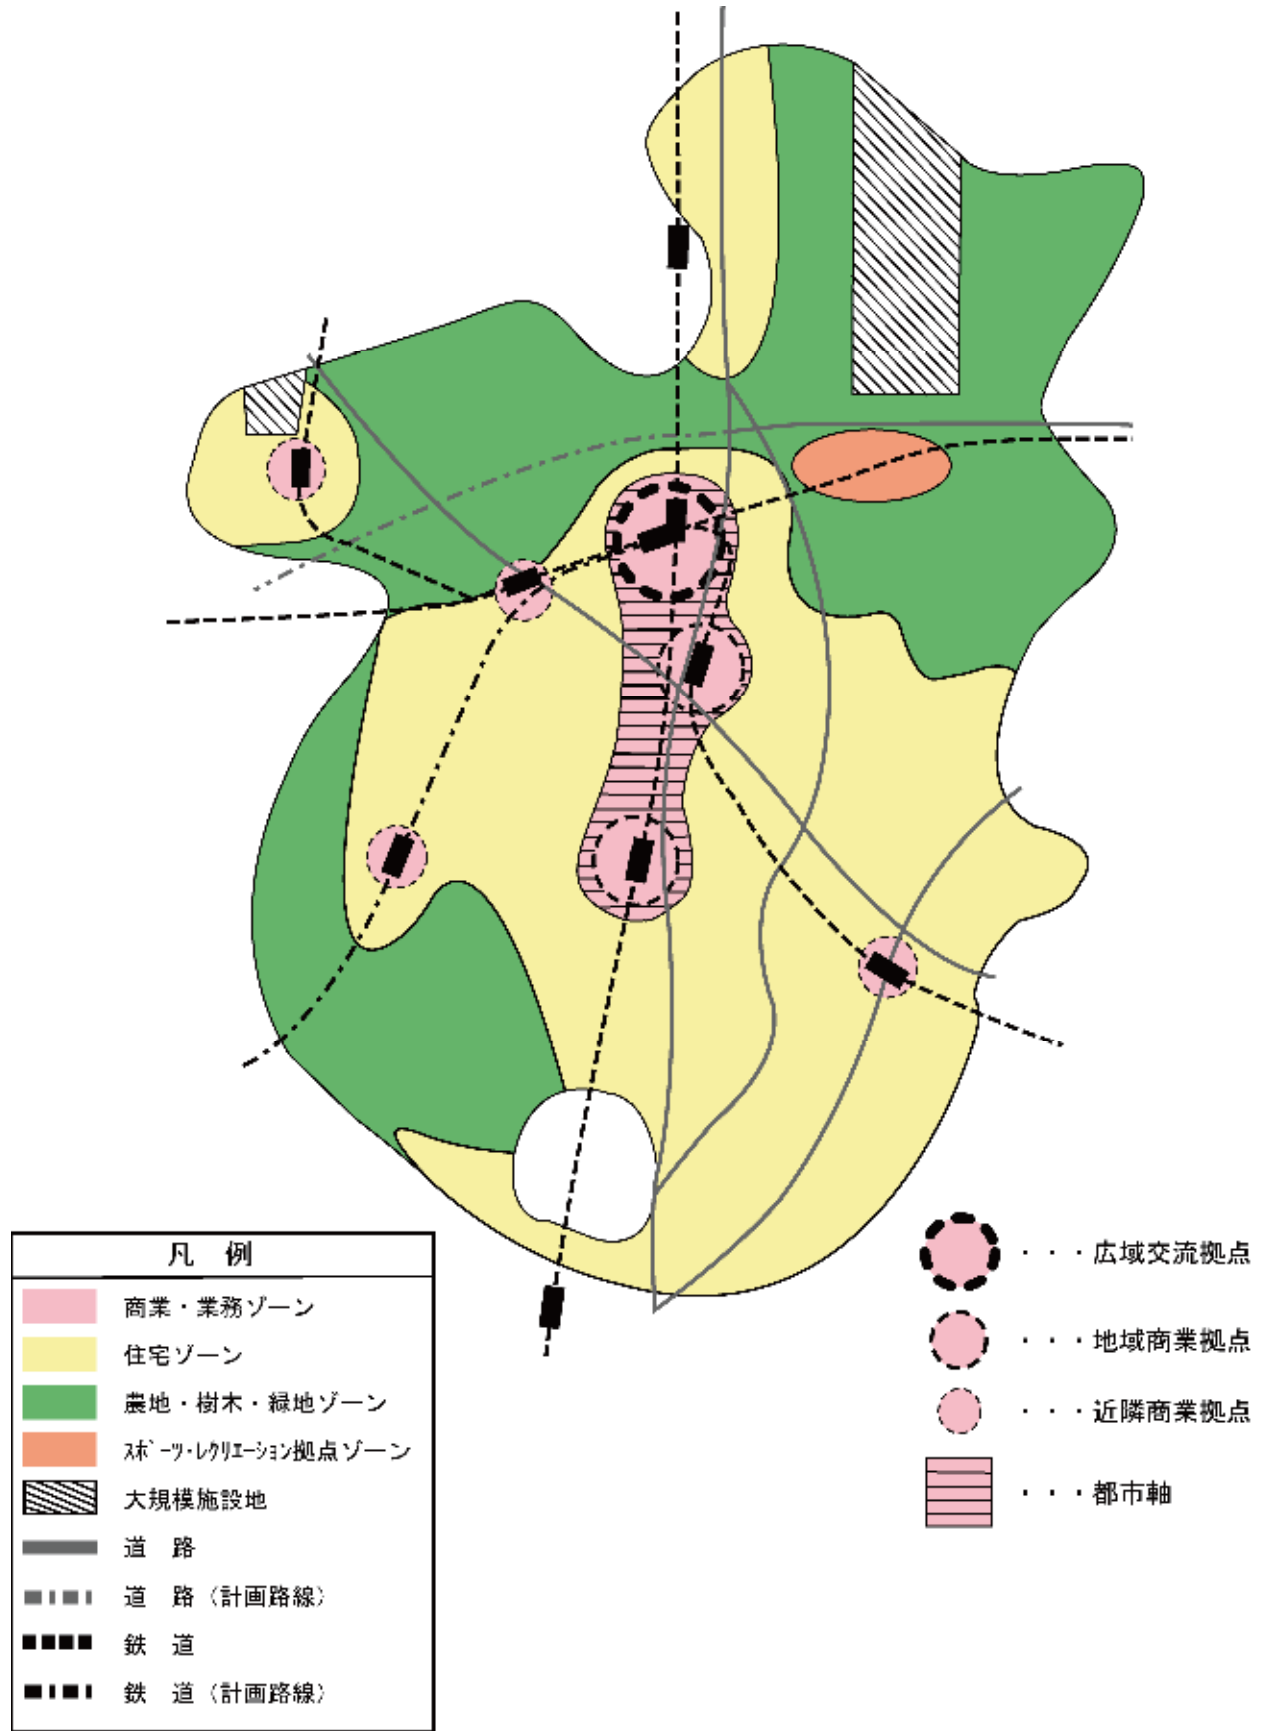 凡 例
商業・業務ゾーン
住宅ゾーン
農地・樹木・緑地ゾーン
ｽﾎﾟｰﾂ・ﾚｸﾘｴｰｼｮﾝ拠点ゾーン
大規模施設地
道 路
道 路（計画路線）
鉄 道
鉄 道（計画路線）
・・・広域交流拠点
・・・地域商業拠点
・・・近隣商業拠点
・・・都市軸